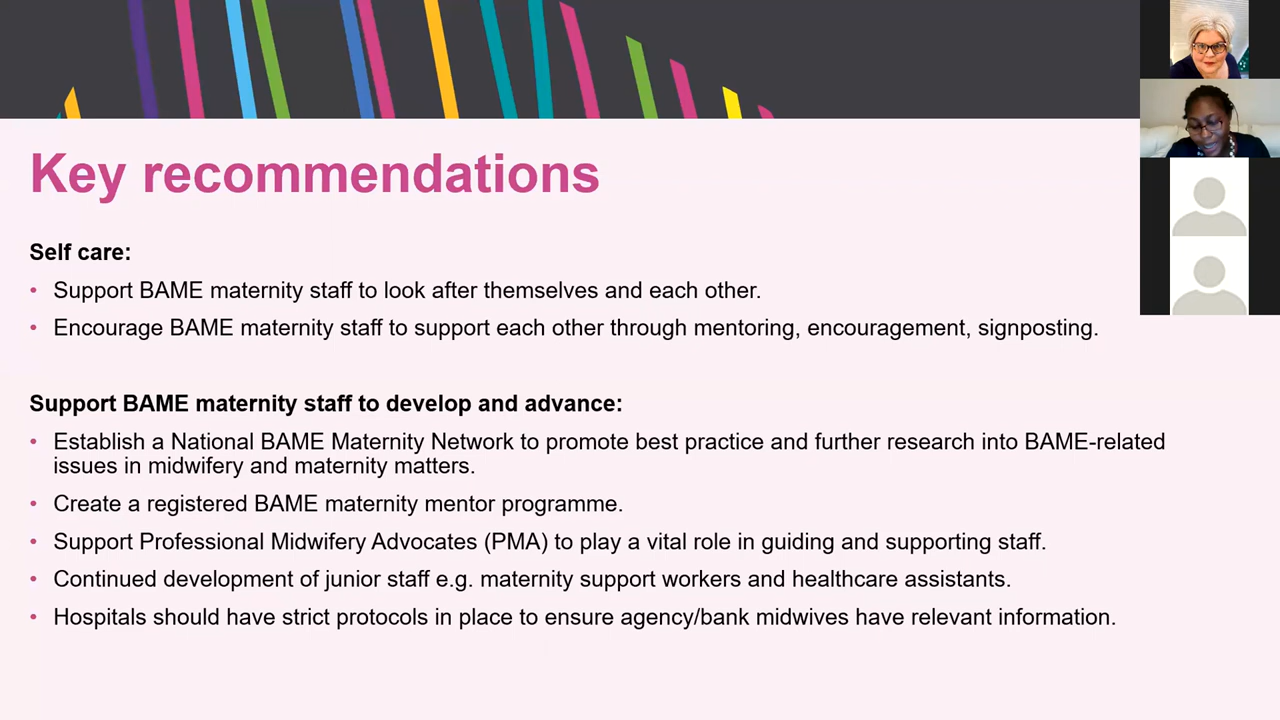 Key recommendations
Self care:
• Support BAME maternity staff to look after themselves and each other.
• Encourage BAME maternity staff to support each other through mentoring, encouragement, signposting.
Support BAME maternity staff to develop and advance:
• Establish a National BAME Maternity Network to promote best practice and further research into BAME-related
issues in midwifery and maternity matters.
• Create a registered BAME maternity mentor programme.
• Support Professional Midwifery Advocates (PMA) to play a vital role in guiding and supporting staff.
• Continued development of junior staff e.g. maternity support workers and healthcare assistants.
• Hospitals should have strict protocols in place to ensure agency/bank midwives have relevant information.